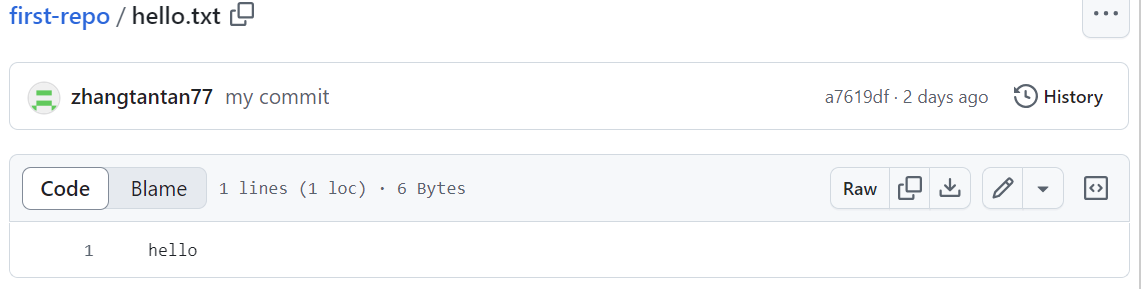 first-repo / hello.txt
zhangtantan77 my commit a7619df · 2 days ago History
Code Blame 1 lines (1 loc) · 6 Bytes Raw
1 hello